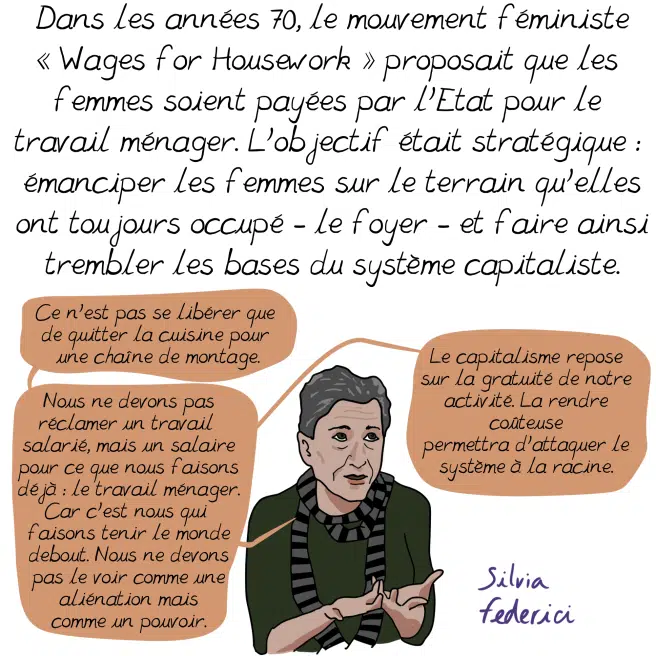 Dans les années 70, le mouvement féministe
« Wages for Housework » proposait que les
femmes soient payées par l'Etat pour le
travail ménager. L'objectif était stratégique :
émanciper les femmes sur le terrain qu'elles
ont toujours occupé - le foyer - et faire ainsi
trembler les bases du système capitaliste.
Ce n'est pas se libérer que
de quitter la cuisine pour
une chaîne de montage.
Nous ne devons pas
réclamer un travail
salarié, mais un salaire
pour ce que nous faisons
déjà : le travail ménager.
Car c'est nous qui
faisons tenir le monde
debout. Nous ne devons
pas le voir comme une
aliénation mais
comme un pouvoir.
Le capitalisme repose
sur la gratuité de notre
activité. La rendre
coûteuse
permettra d'attaquer le
système à la racine.
Silvia
Federici